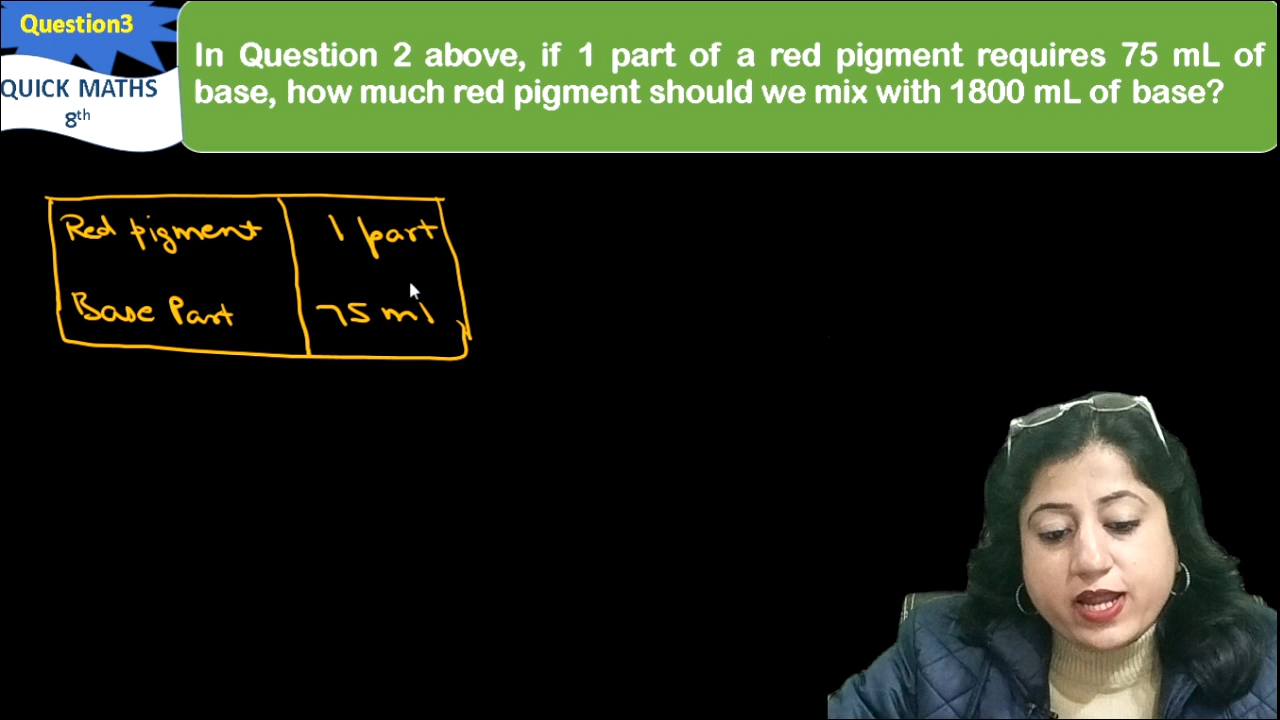 Question3
QUICK MATHS
8th
In Question 2 above, if 1 part of a red pigment requires 75 mL of
base, how much red pigment should we mix with 1800 mL of base?
Red pigment 1 part
Base Part 75 ml